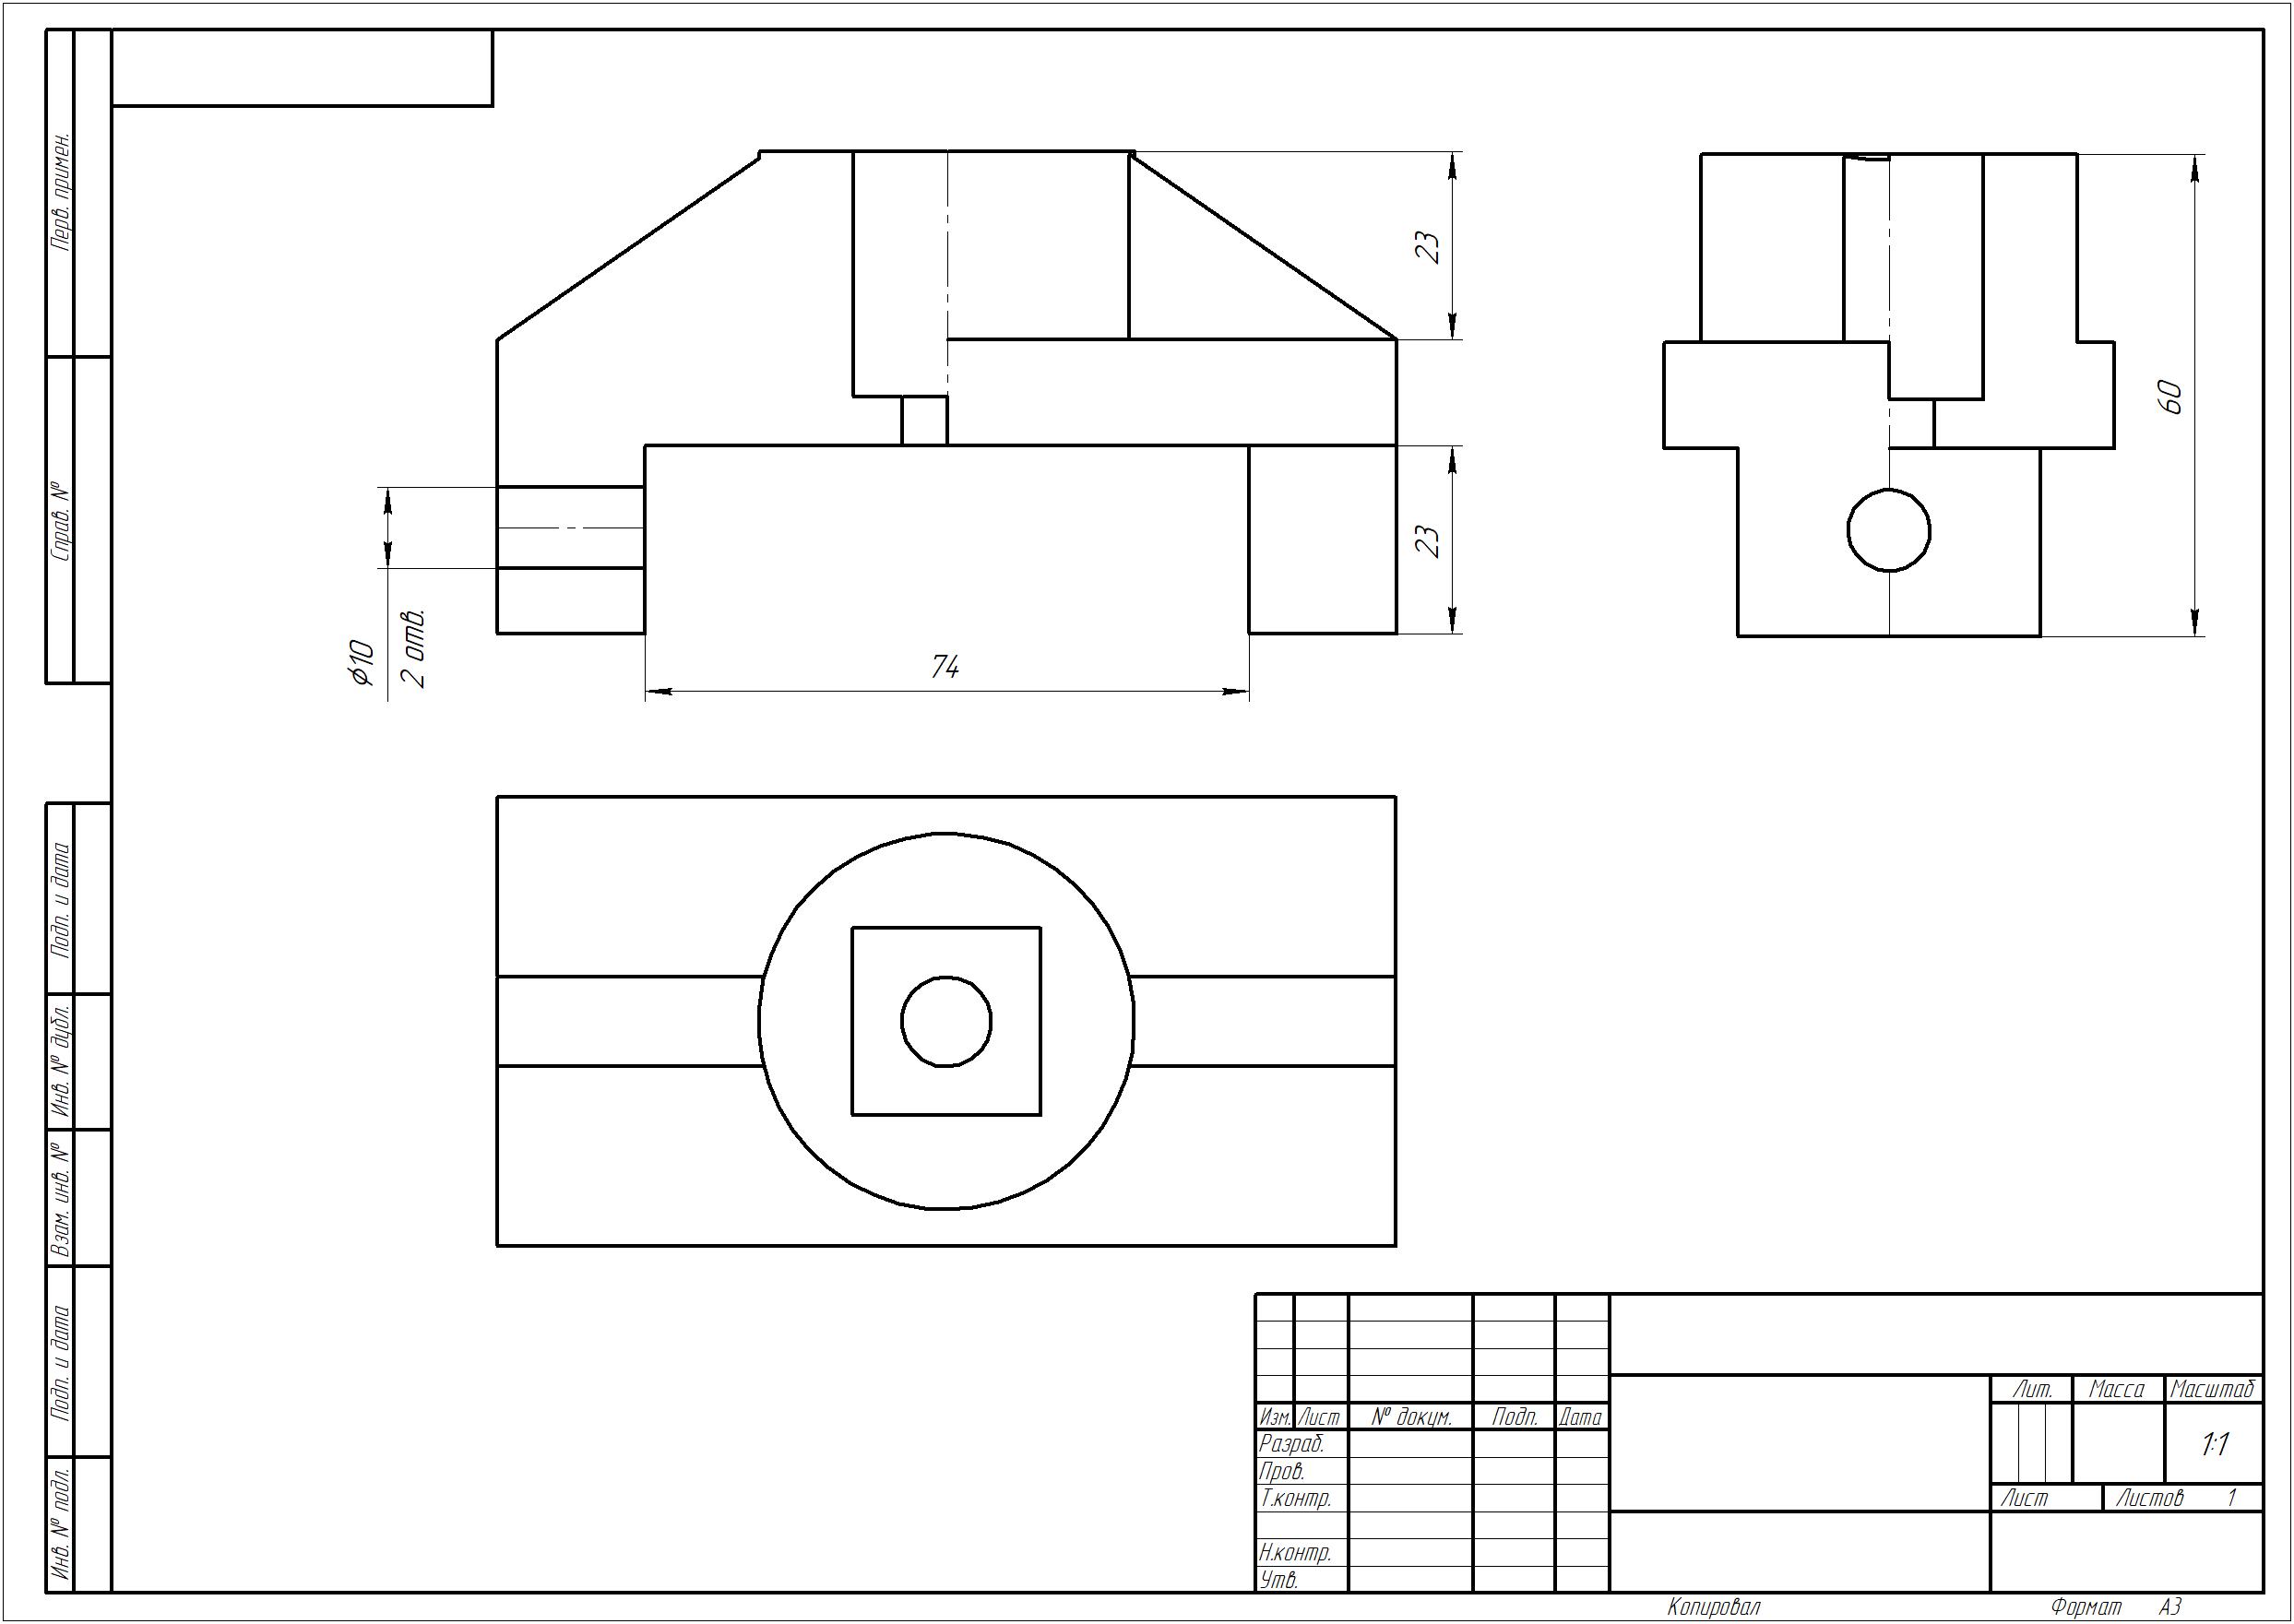 Перв. примен.
Справ. №
Подп. и дата
Инв. № дубл.
Взам. инв. №
Подп. и дата
Инв. № подл.
23
23
60
ϕ10
2 отв.
74
Изм. Лист № докум. Подп. Дата
Разраб.
Пров.
Т.контр.
Н.контр.
Утв.
Лит. Масса Масштаб
1:1
Лист Листов 1
Копировал Формат А3